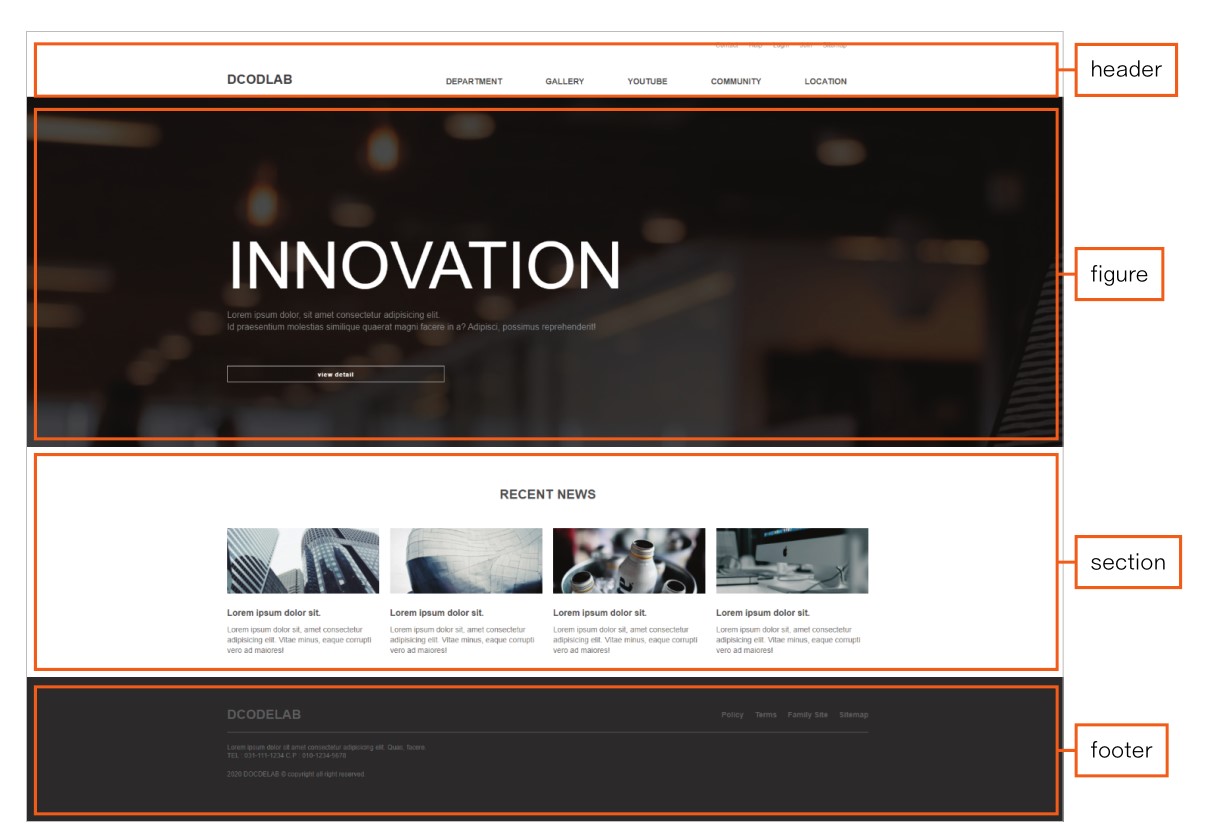 Contact Help Login Join Sitemap
DCODLAB DEPARTMENT GALLERY YOUTUBE COMMUNITY LOCATION
header
INNOVATION
figure
Lorem ipsum dolor, sit amet consectetur adipisicing elit.
Id praesentium molestias similique quaerat magni facere in a? Adipisci, possimus reprehenderit!
view detail
RECENT NEWS
section
Lorem ipsum dolor sit.
Lorem ipsum dolor sit, amet consectetur
adipisicing elit. Vitae minus, eaque corrupti
vero ad maiores!
Lorem ipsum dolor sit.
Lorem ipsum dolor sit, amet consectetur
adipisicing elit. Vitae minus, eaque corrupti
vero ad maiores!
Lorem ipsum dolor sit.
Lorem ipsum dolor sit, amet consectetur
adipisicing elit. Vitae minus, eaque corrupti
vero ad maiores!
Lorem ipsum dolor sit.
Lorem ipsum dolor sit, amet consectetur
adipisicing elit. Vitae minus, eaque corrupti
vero ad maiores!
DCODELAB Policy Terms Family Site Sitemap
footer
Lorem ipsum dolor sit amet consectetur adipisicing elit. Quas, facere.
TEL : 031-111-1234 C.P : 010-1234-5678
2020 DOCDELAB © copyright all right reserved.